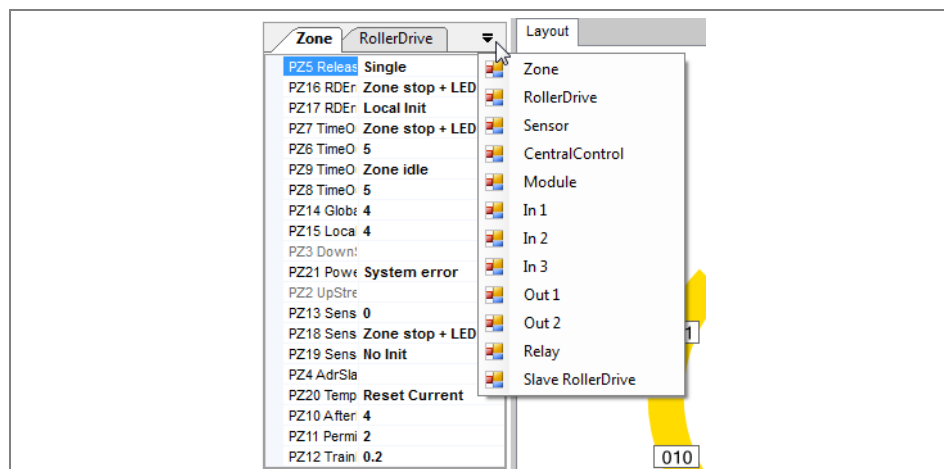 Zone RollerDrive Layout
PZ5 Releas Single
PZ16 RDEr Zone stop + LED
PZ17 RDEr Local Init
PZ7 TimeO Zone stop + LED
PZ6 TimeO 5
PZ9 TimeO Zone idle
PZ8 TimeO 5
PZ14 Globa 4
PZ15 Local 4
PZ3 DownS
PZ21 Powe System error
PZ2 UpStre
PZ13 Sens 0
PZ18 Sens Zone stop + LED
PZ19 Sens No Init
PZ4 AdrSla
PZ20 Temp Reset Current
PZ10 After 4
PZ11 Permi 2
PZ12 Traini 0.2
Zone
RollerDrive
Sensor
CentralControl
Module
In 1
In 2
In 3
Out 1
Out 2
Relay
Slave RollerDrive
1
010